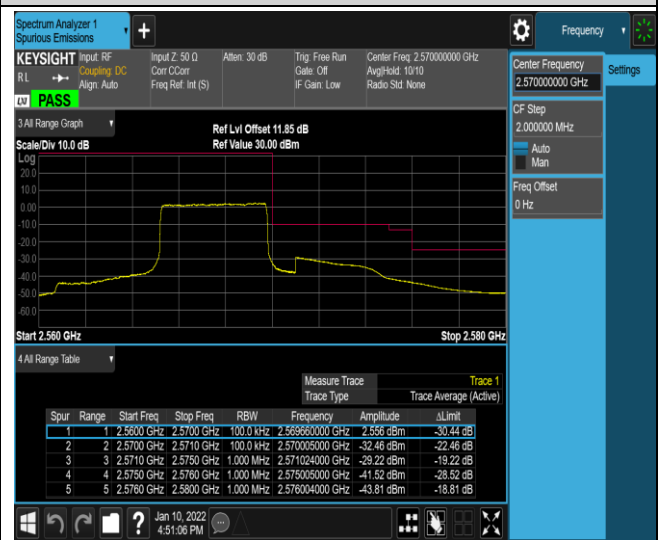 Spectrum Analyzer 1
Spurious Emissions
+
Frequency
KEYSIGHT
RL
LXI PASS
Input: RF
Coupling: DC
Align: Auto
Input Z: 50 Ω
Corr CCorr
Freq Ref: Int (S)
Atten: 30 dB
Trig: Free Run
Gate: Off
IF Gain: Low
Center Freq: 2.570000000 GHz
Avg|Hold: 10/10
Radio Std: None
Center Frequency
2.570000000 GHz
Settings
CF Step
2.000000 MHz
Auto
Man
Freq Offset
0 Hz
3 All Range Graph
Scale/Div 10.0 dB
Ref Lvl Offset 11.85 dB
Ref Value 30.00 dBm
Log
20.0
10.0
0.00
-10.0
-20.0
-30.0
-40.0
-50.0
-60.0
Start 2.560 GHz
Stop 2.580 GHz
4 All Range Table
Measure Trace Trace 1
Trace Type Trace Average (Active)
Spur Range Start Freq Stop Freq RBW Frequency Amplitude ΔLimit
1 1 2.5600 GHz 2.5700 GHz 100.0 kHz 2.569660000 GHz 2.556 dBm -30.44 dB
2 2 2.5700 GHz 2.5710 GHz 100.0 kHz 2.570005000 GHz -32.46 dBm -22.46 dB
3 3 2.5710 GHz 2.5750 GHz 1.000 MHz 2.571024000 GHz -29.22 dBm -19.22 dB
4 4 2.5750 GHz 2.5760 GHz 1.000 MHz 2.575005000 GHz -41.52 dBm -28.52 dB
5 5 2.5760 GHz 2.5800 GHz 1.000 MHz 2.576004000 GHz -43.81 dBm -18.81 dB
?
Jan 10, 2022
4:51:06 PM